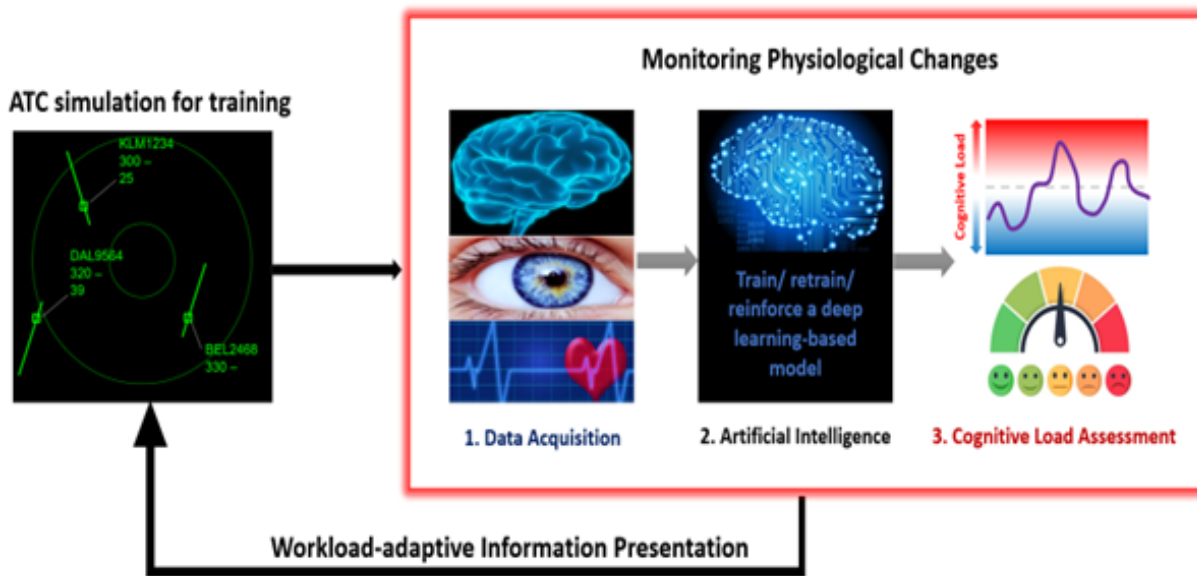 Monitoring Physiological Changes
ATC simulation for training
KLM1234
300 –
25
DAL9564
320 –
39
BEL2468
330 –
Train/ retrain/
reinforce a deep
learning-based
model
Cognitive Load
1. Data Acquisition
2. Artificial Intelligence
3. Cognitive Load Assessment
Workload-adaptive Information Presentation